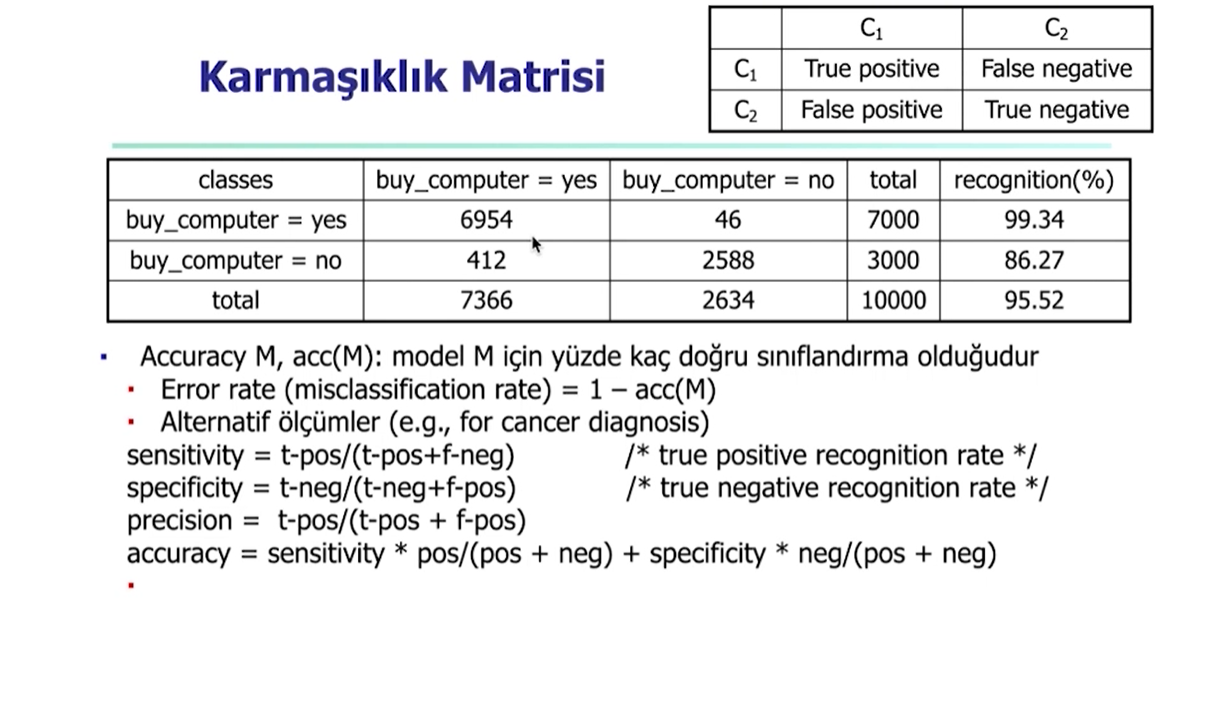 C₁ C₂
Karmaşıklık Matrisi
C₁ True positive False negative
C₂ False positive True negative
classes buy_computer = yes buy_computer = no total recognition(%)
buy_computer = yes 6954 46 7000 99.34
buy_computer = no 412 2588 3000 86.27
total 7366 2634 10000 95.52
Accuracy M, acc(M): model M için yüzde kaç doğru sınıflandırma olduğudur
Error rate (misclassification rate) = 1 – acc(M)
Alternatif ölçümler (e.g., for cancer diagnosis)
sensitivity = t-pos/(t-pos+f-neg) /* true positive recognition rate */
specificity = t-neg/(t-neg+f-pos) /* true negative recognition rate */
precision = t-pos/(t-pos + f-pos)
accuracy = sensitivity * pos/(pos + neg) + specificity * neg/(pos + neg)